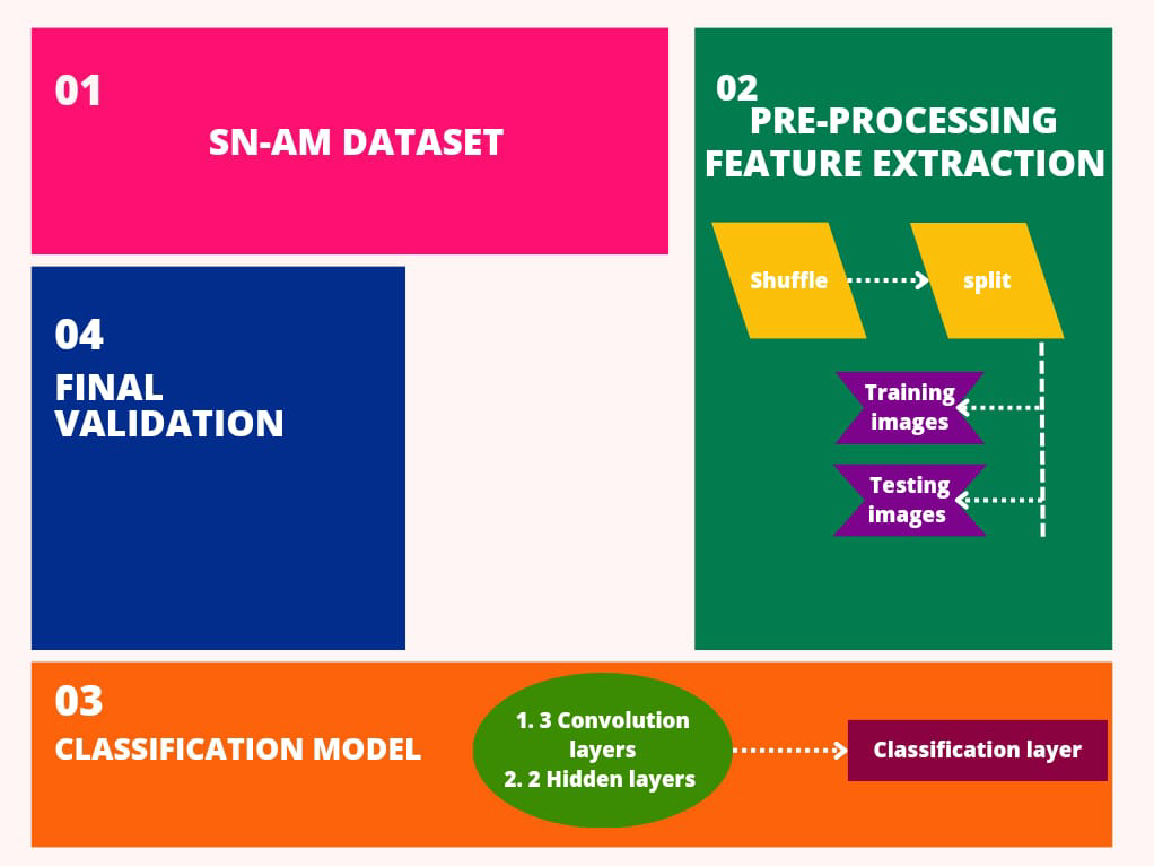 01
SN-AM DATASET
02
PRE-PROCESSING
FEATURE EXTRACTION
Shuffle
split
Training
images
Testing
images
03
CLASSIFICATION MODEL
1. 3 Convolution
layers
2. 2 Hidden layers
Classification layer
04
FINAL
VALIDATION